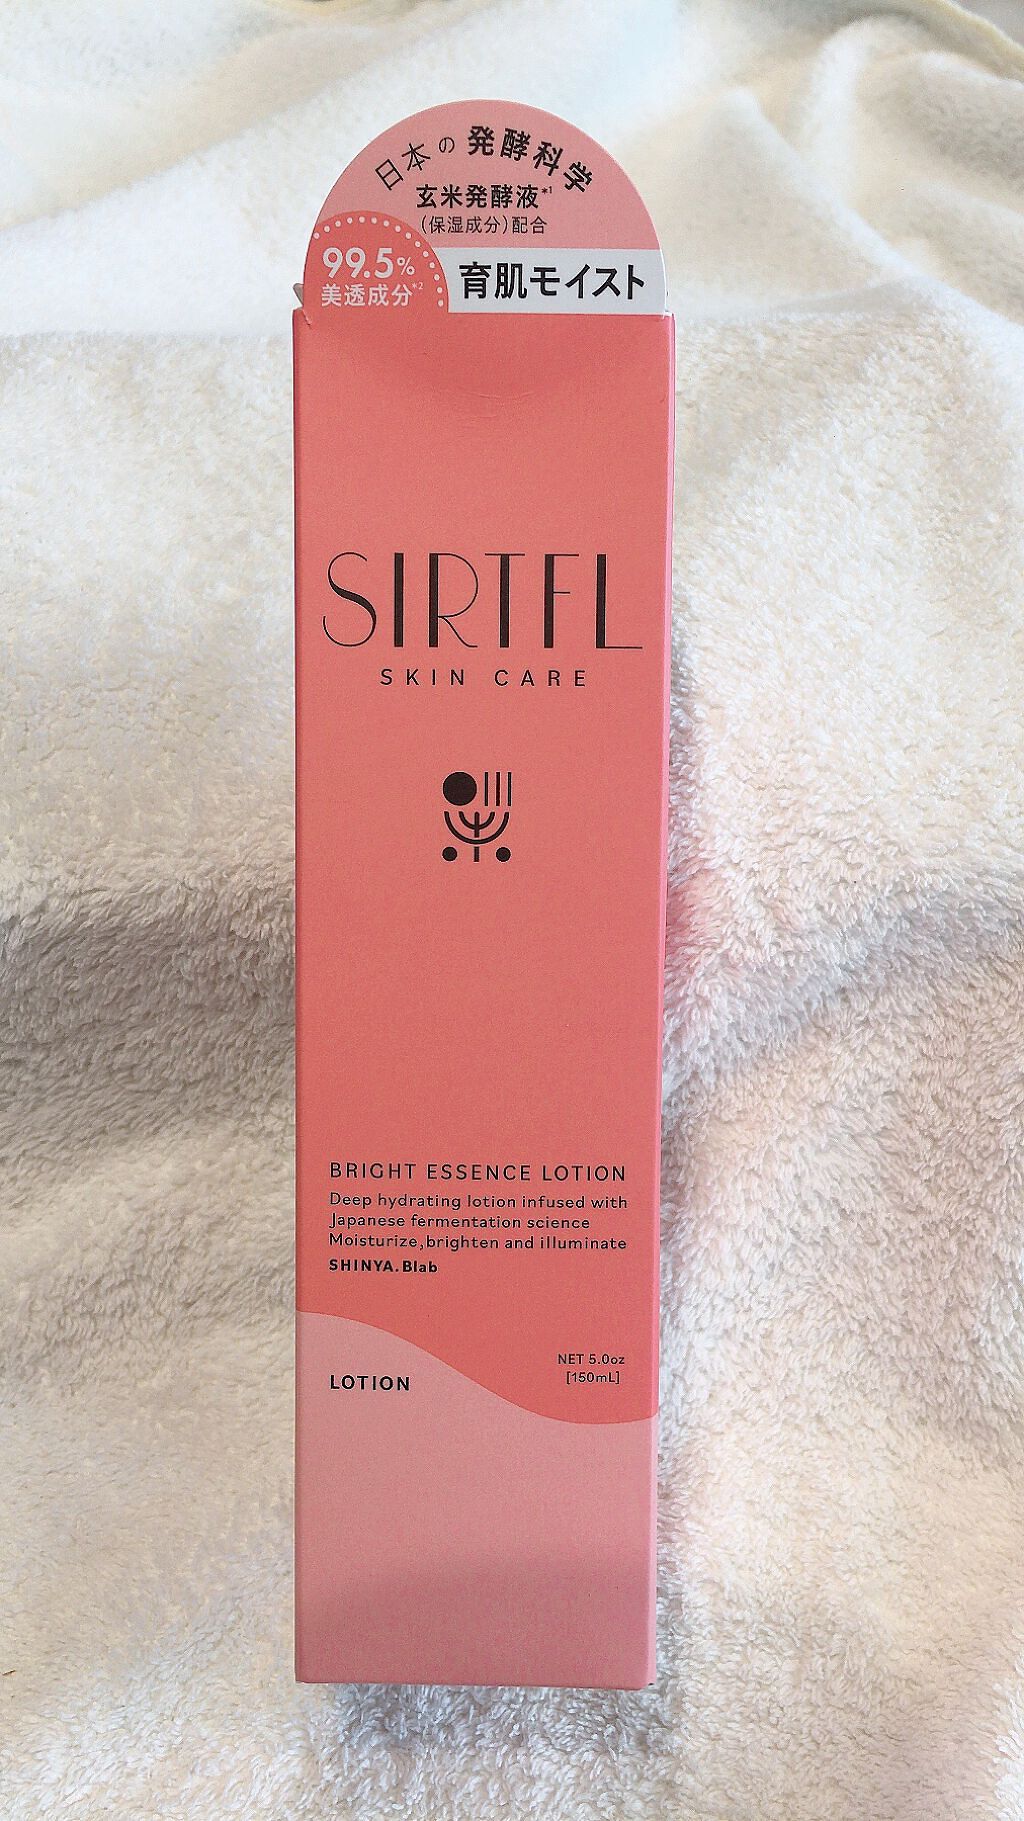 日本の発酵科学
玄米発酵液*1
(保湿成分)配合
99.5%
美透成分*2
育肌モイスト
SIRTFL
SKIN CARE
BRIGHT ESSENCE LOTION
Deep hydrating lotion infused with
Japanese fermentation science
Moisturize,brighten and illuminate
SHINYA.Blab
NET 5.0oz
[150mL]
LOTION